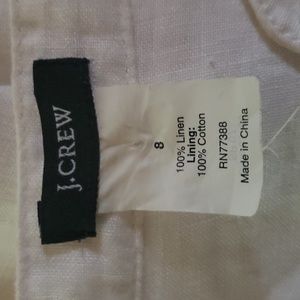 J.CREW
8
100% Linen
Lining:
100% Cotton
RN77388
Made in China